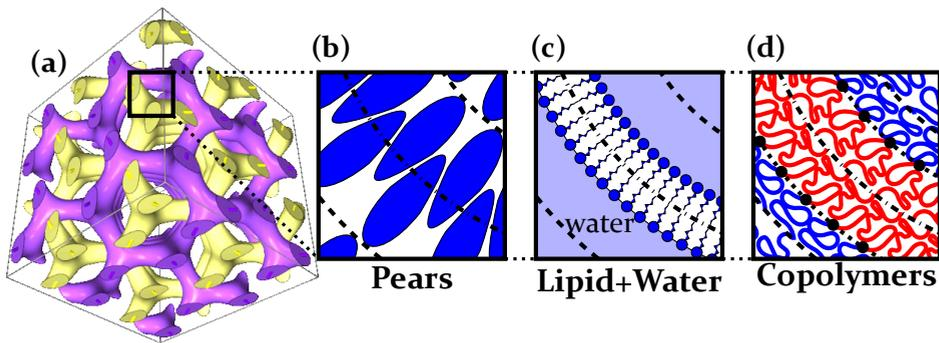 (a)
(b)
(c)
(d)
water
Pears
Lipid+Water
Copolymers